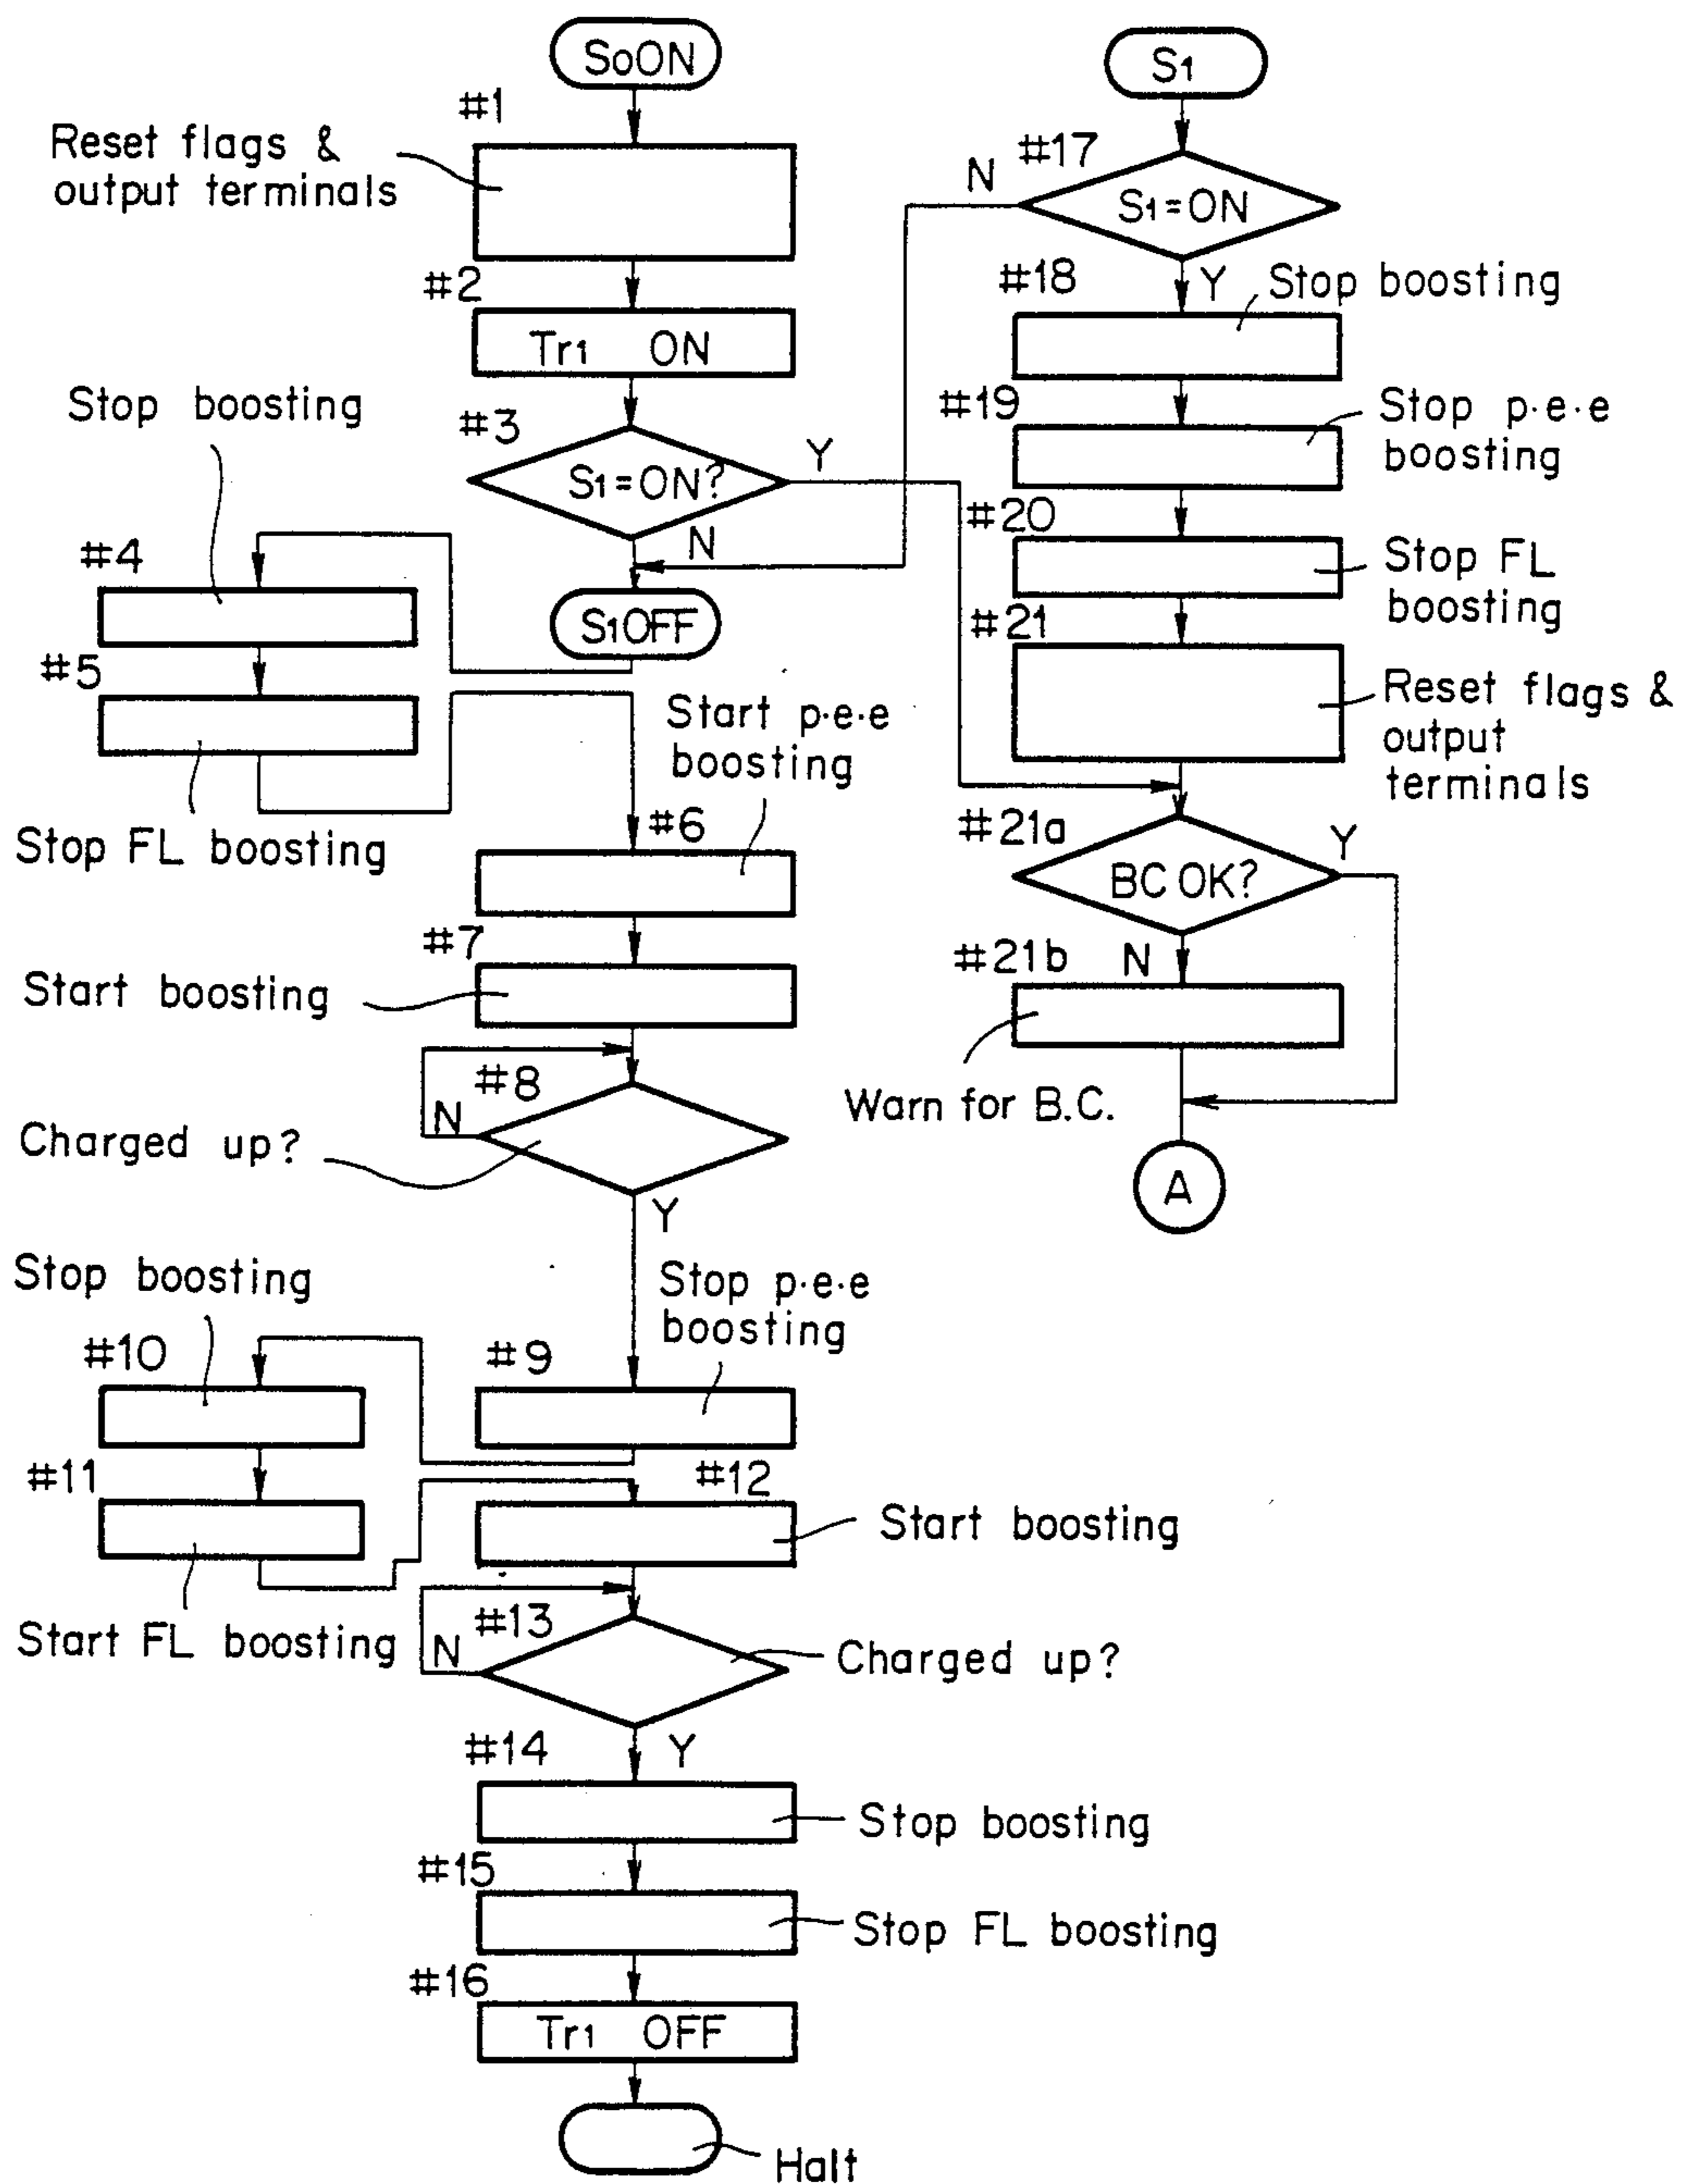 SoON
#1
Reset flags &
output terminals
#2
Tr1 ON
#3
S1=ON?
Y
N
S1OFF
Stop boosting
#4
#5
Stop FL boosting
Start p·e·e
boosting
#6
#7
Start boosting
#8
N
Charged up?
Y
Stop p·e·e
boosting
#9
Stop boosting
#10
#11
Start FL boosting
#12
Start boosting
#13
N
Charged up?
Y
#14
Stop boosting
#15
Stop FL boosting
#16
Tr1 OFF
Halt
S1
#17
N
S1=ON
Y
#18
Stop boosting
#19
Stop p·e·e
boosting
#20
Stop FL
boosting
#21
Reset flags &
output
terminals
#21a
BC OK?
Y
N
#21b
Warn for B.C.
A